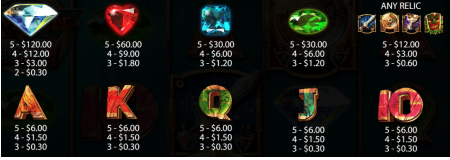 ANY RELIC
5 - $120.00
4 - $12.00
3 - $3.00
2 - $0.30
5 - $60.00
4 - $9.00
3 - $1.80
5 - $30.00
4 - $6.00
3 - $1.20
5 - $30.00
4 - $6.00
3 - $1.20
5 - $12.00
4 - $3.00
3 - $0.60
A
5 - $6.00
4 - $1.50
3 - $0.30
K
5 - $6.00
4 - $1.50
3 - $0.30
Q
5 - $6.00
4 - $1.50
3 - $0.30
J
5 - $6.00
4 - $1.50
3 - $0.30
10
5 - $6.00
4 - $1.50
3 - $0.30